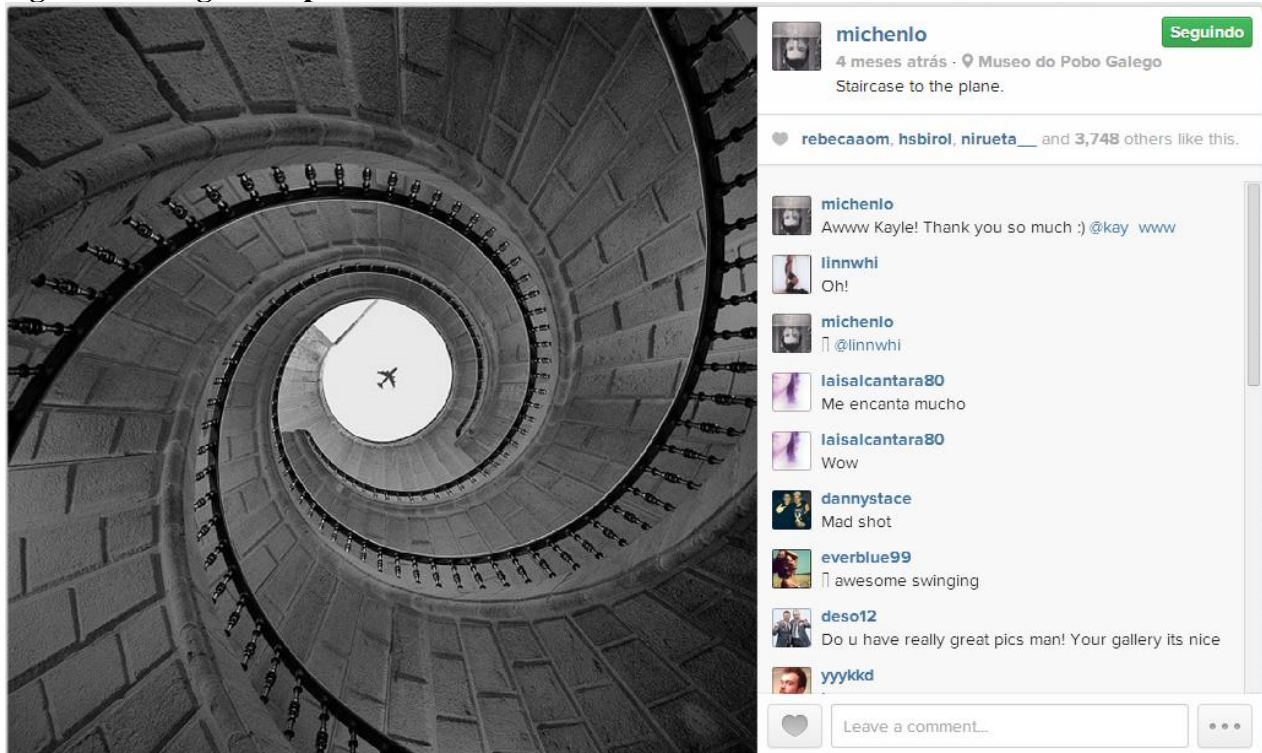 michenlo
Seguindo
4 meses atrás · Museo do Pobo Galego
Staircase to the plane.
rebecaaom, hsbirol, nirueta__ and 3,748 others like this.
michenlo
Awww Kayle! Thank you so much :) @kay www
linnwhi
Oh!
michenlo
@linnwhi
laisalcantara80
Me encanta mucho
laisalcantara80
Wow
dannystace
Mad shot
everblue99
awesome swinging
deso12
Do u have really great pics man! Your gallery its nice
yyykkd
Leave a comment...